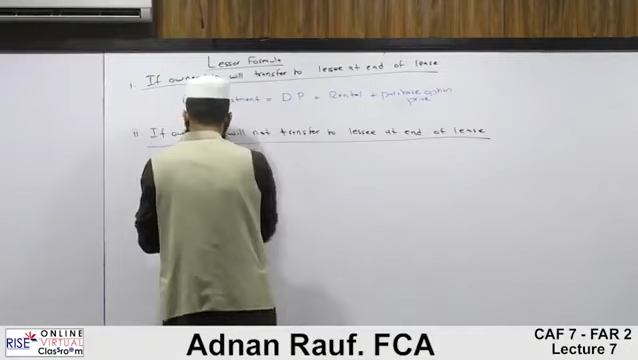 Lessor Formula
i. If will transfer to lessee at end of lease
= DP + Rental + purchase option
price
ii. If will not transfer to lessee at end of lease
RISE ONLINE
VIRTUAL
Classroom
Adnan Rauf. FCA
CAF 7 - FAR 2
Lecture 7